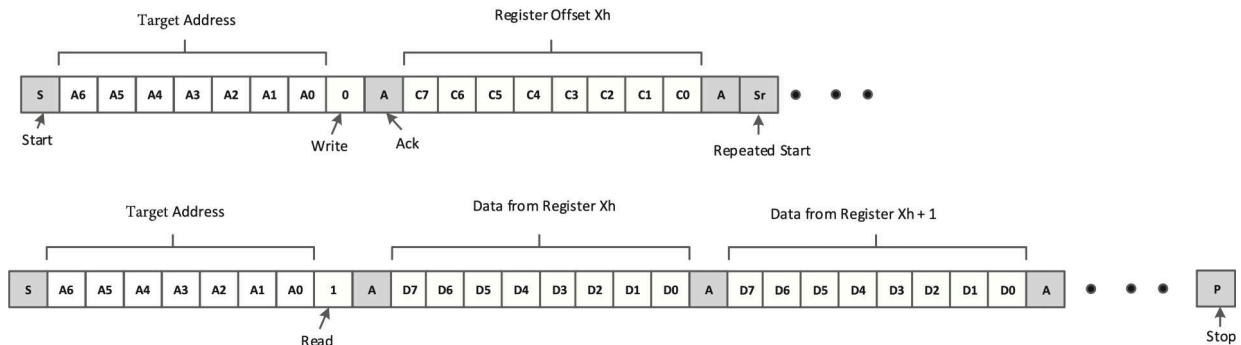 Target Address
Register Offset Xh
S A6 A5 A4 A3 A2 A1 A0 0 A C7 C6 C5 C4 C3 C2 C1 C0 A Sr
Start
Write
Ack
Repeated Start
Target Address
Data from Register Xh
Data from Register Xh + 1
S A6 A5 A4 A3 A2 A1 A0 1 A D7 D6 D5 D4 D3 D2 D1 D0 A D7 D6 D5 D4 D3 D2 D1 D0 A P
Read
Stop